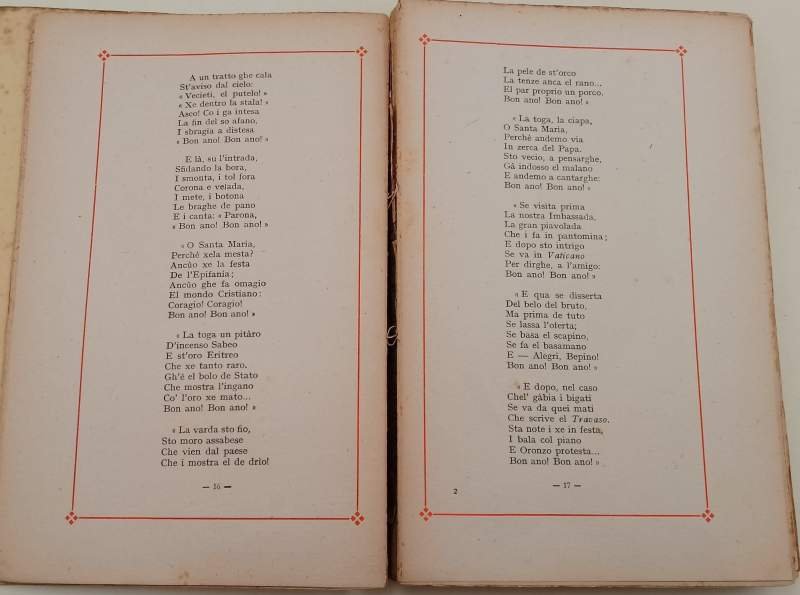 A un tratto ghe cala
St'aviso dal cielo:
« Vecieti, el putelo! »
« Xe dentro la stala! »
Asco! Co i ga intesa
La fin del so afano,
I sbragia a distesa
« Bon ano! Bon ano! »
E là, su l'intrada,
Sfidando la bora,
I smonta, i tol fora
Corona e velada,
I mete, i botona
Le braghe de pano
E i canta: « Parona,
« Bon ano! Bon ano! »
« O Santa Maria,
Perchè xela mesta?
Ancùo xe la festa
De l'Epifania;
Ancùo ghe fa omagio
El mondo Cristiano:
Coragio! Coragio!
Bon ano! Bon ano! »
« La toga un pitàro
D'incenso Sabeo
E st'oro Eritreo
Che xe tanto raro.
Gh'è el bolo de Stato
Che mostra l'ingano
Co' l'oro xe mato...
Bon ano! Bon ano! »
« La varda sto fio,
Sto moro assabese
Che vien dal paese
Che i mostra el de drio!
— 16 —
La pele de st'orco
La tenze anca el rano...
El par proprio un porco.
Bon ano! Bon ano! »
« La toga, la ciapa,
O Santa Maria,
Perchè andemo via
In zerca del Papa.
Sto vecio, a pensarghe,
Gà indosso el malano
E andemo a cantarghe:
Bon ano! Bon ano! »
« Se visita prima
La nostra Imbassada,
La gran piavolada
Che i fa in pantomina;
E dopo sto intrigo
Se va in Vaticano
Per dirghe, a l'amigo:
Bon ano! Bon ano! »
« E qua se disserta
Del belo del bruto,
Ma prima de tuto
Se lassa l'oferta;
Se basa el scapino,
Se fa el basamano
E — Alegri, Bepino!
Bon ano! Bon ano! »
« E dopo, nel caso
Chel' gàbia i bigati
Se va da quei mati
Che scrive el Travaso.
Sta note i xe in festa,
I bala col piano
E Oronzo protesta...
Bon ano! Bon ano! »
2
— 17 —